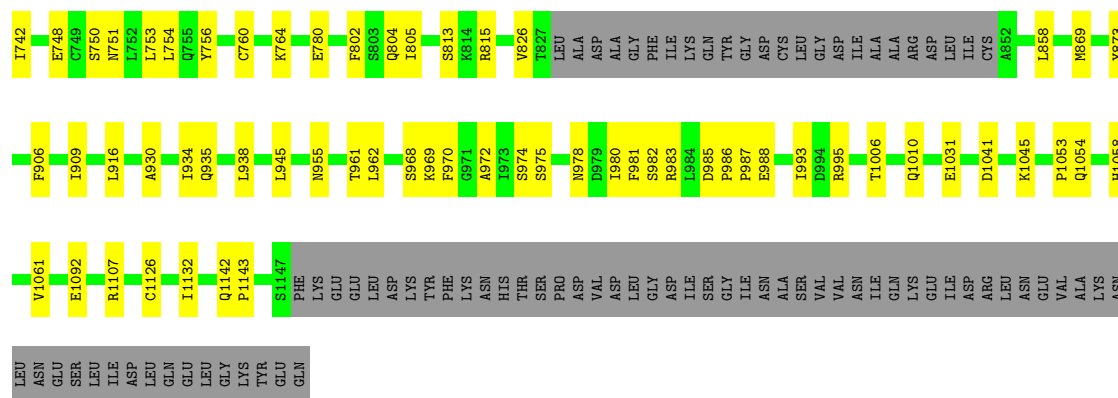 I742 E748 C749 S750 N751 L752 L753 L754 Q755 Y756 C760 K764 E780 F802 S803 Q804 I805 S813 K814 R815 V826 T827 LEU ALA ASP ALA GLY PHE ILE LYS GLN TYR GLY ASP CYS LEU GLY ASP ILE ALA ALA ARG ASP LEU ILE CYS A852 L858 M869
F906 I909 L916 A930 I934 Q935 L938 L945 N955 T961 L962 S968 K969 F970 G971 A972 I973 S974 S975 N978 D979 I980 F981 S982 R983 L984 D985 P986 P987 E988 I993 D994 R995 T1006 Q1010 E1031 D1041 K1045 P1053 Q1054 H1058
V1061 E1092 R1107 C1126 I1132 Q1142 P1143 S1147 PHE LYS GLU GLU LEU ASP LYS TYR PHE LYS ASN HIS THR SER PRO ASP VAL ASP LEU GLY ASP ILE SER GLY ILE ASN ALA SER VAL VAL ASN ILE GLN LYS GLU ILE ASP ARG LEU ASN GLU VAL ALA LYS ASN
LEU ASN GLU SER LEU ILE ASP LEU GLN GLU LEU GLY LYS TYR GLU GLN